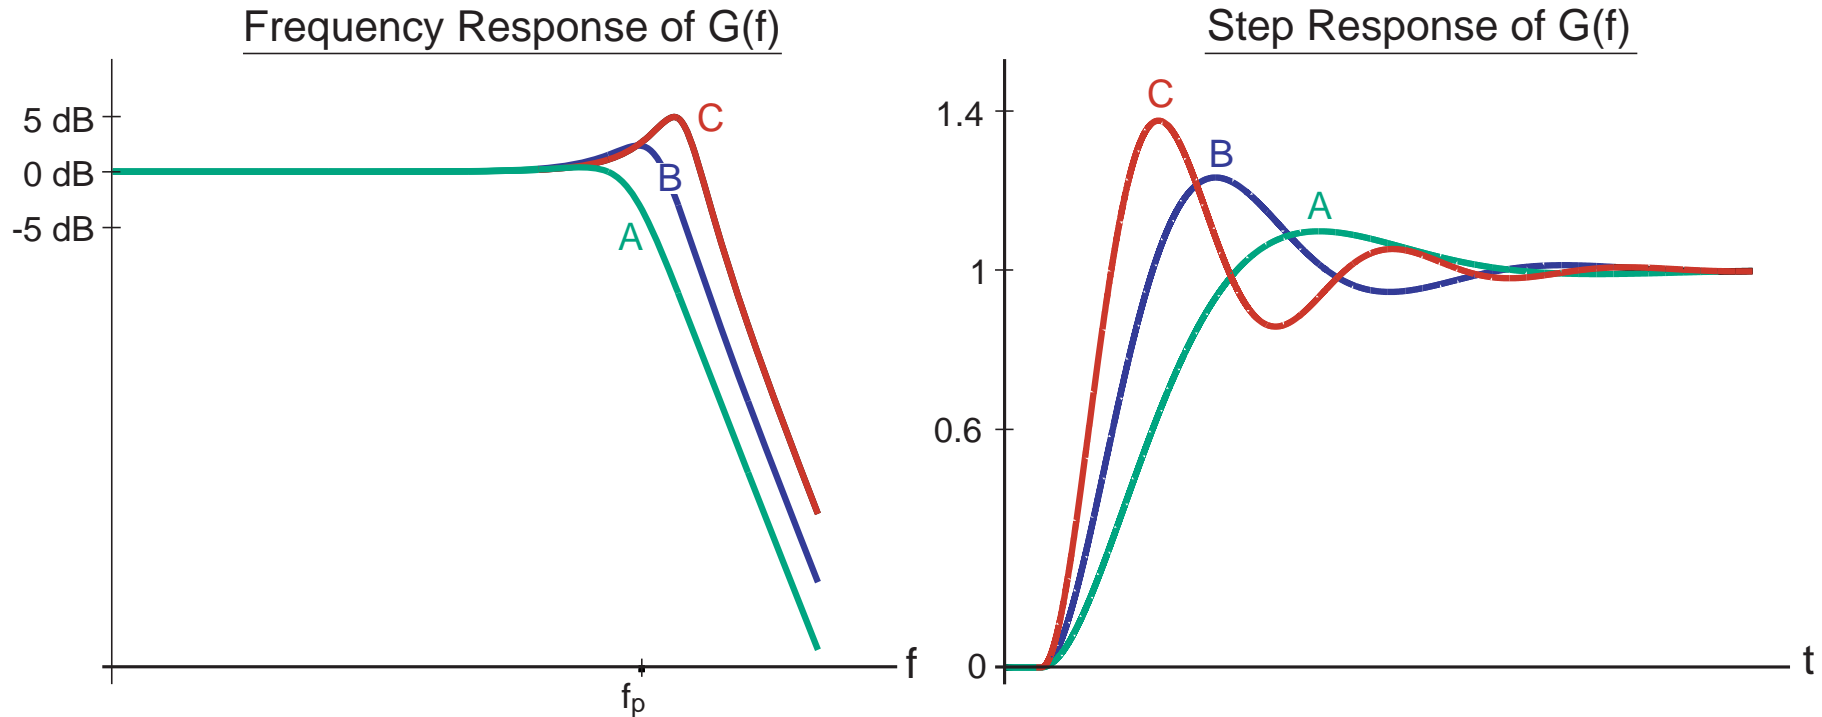 Frequency Response of G(f)
5 dB
0 dB
-5 dB
C
B
A
f
fp
Step Response of G(f)
1.4
1
0.6
0
C
B
A
t